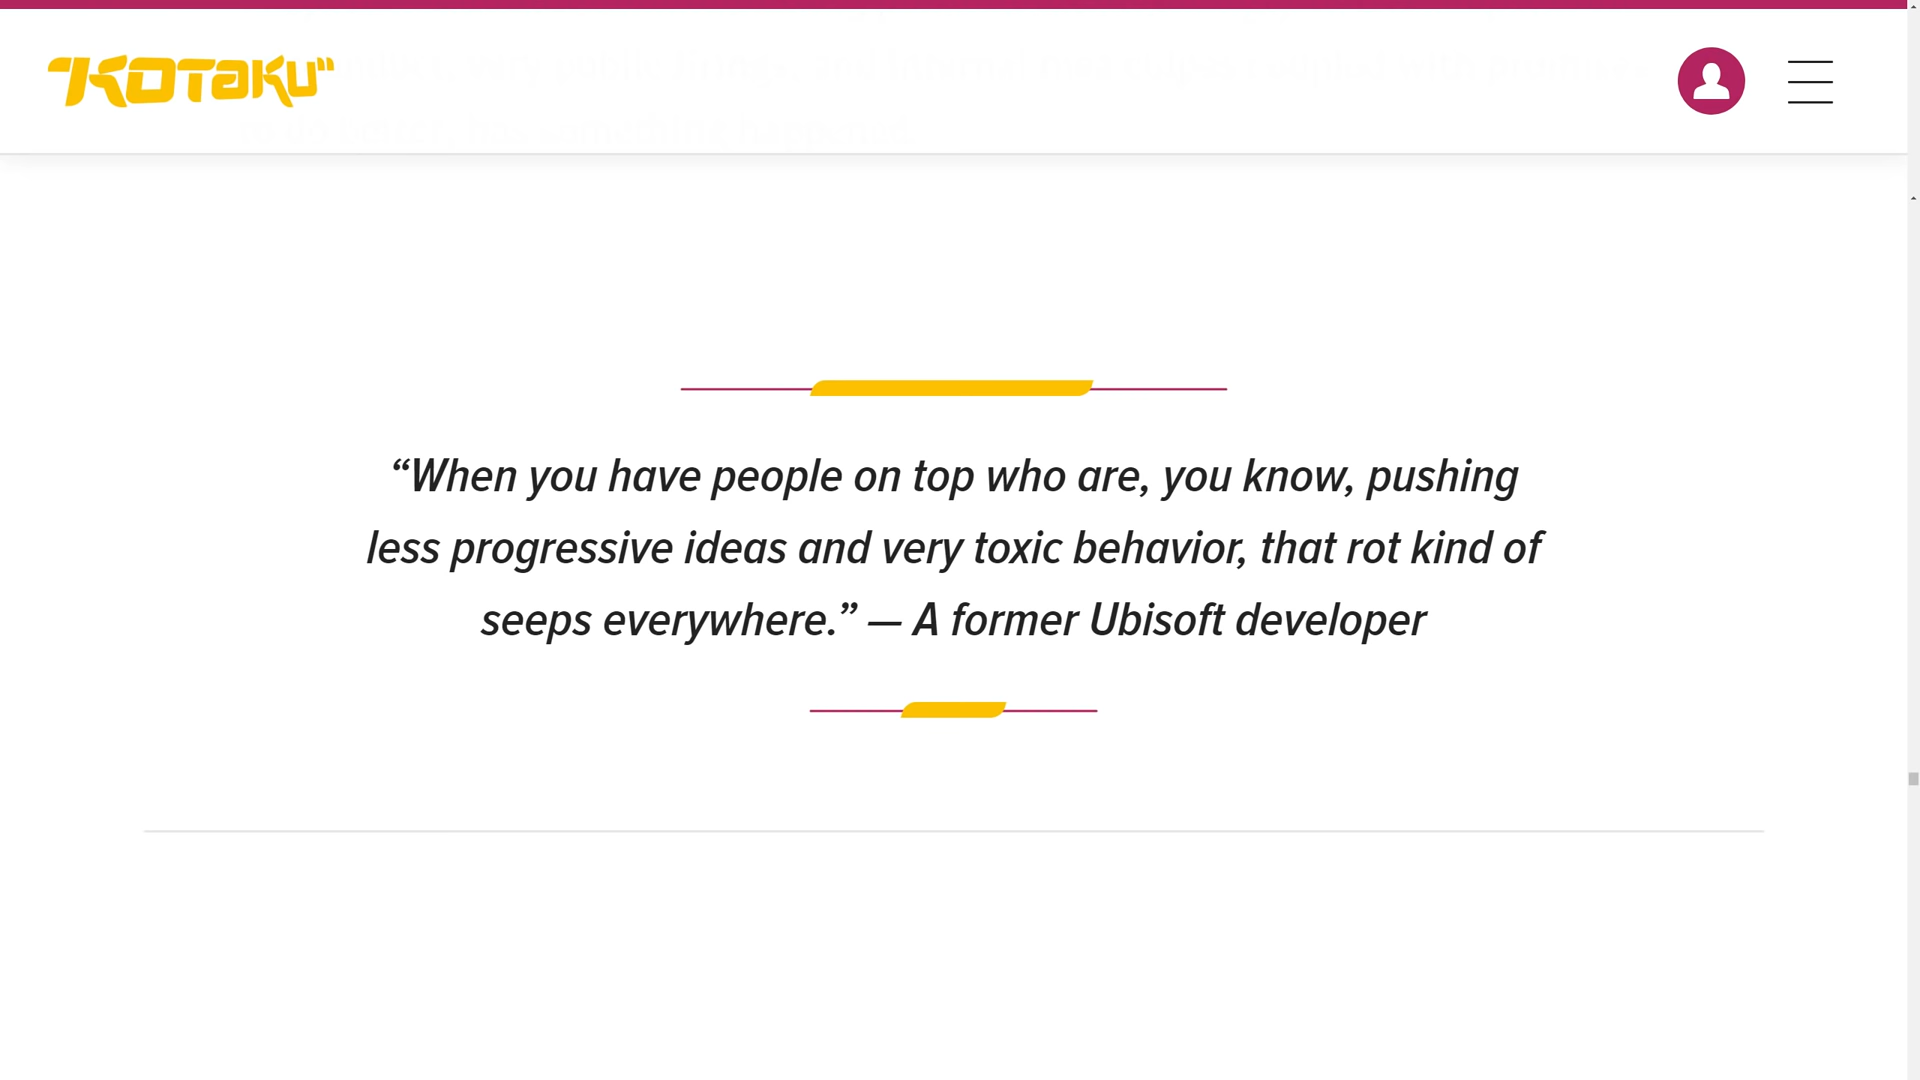 KOTAKU
“When you have people on top who are, you know, pushing
less progressive ideas and very toxic behavior, that rot kind of
seeps everywhere.” — A former Ubisoft developer